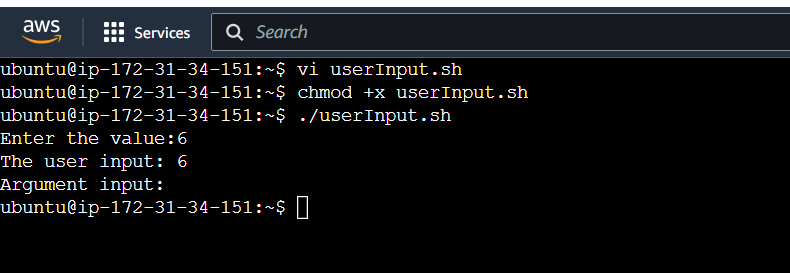 aws Services Search
ubuntu@ip-172-31-34-151:~$ vi userInput.sh
ubuntu@ip-172-31-34-151:~$ chmod +x userInput.sh
ubuntu@ip-172-31-34-151:~$ ./userInput.sh
Enter the value:6
The user input: 6
Argument input:
ubuntu@ip-172-31-34-151:~$